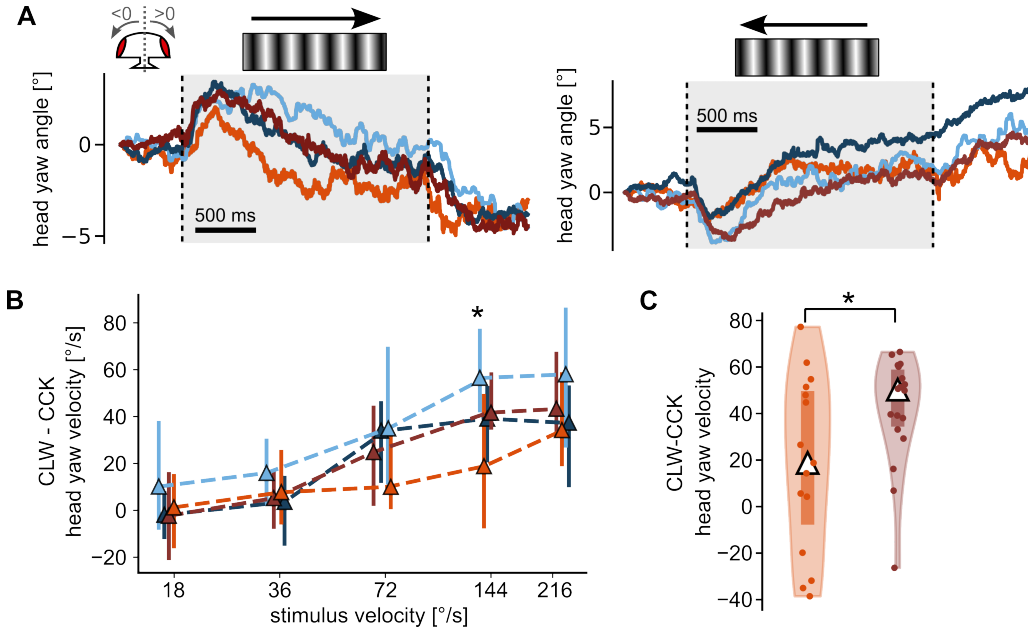 A
<0 >0
head yaw angle [°]
0
−5
500 ms
head yaw angle [°]
5
0
500 ms
B
CLW - CCK
head yaw velocity [°/s]
80
60
40
20
0
−20
*
18 36 72 144 216
stimulus velocity [°/s]
C
CLW-CCK
head yaw velocity
80
60
40
20
0
−20
−40
*